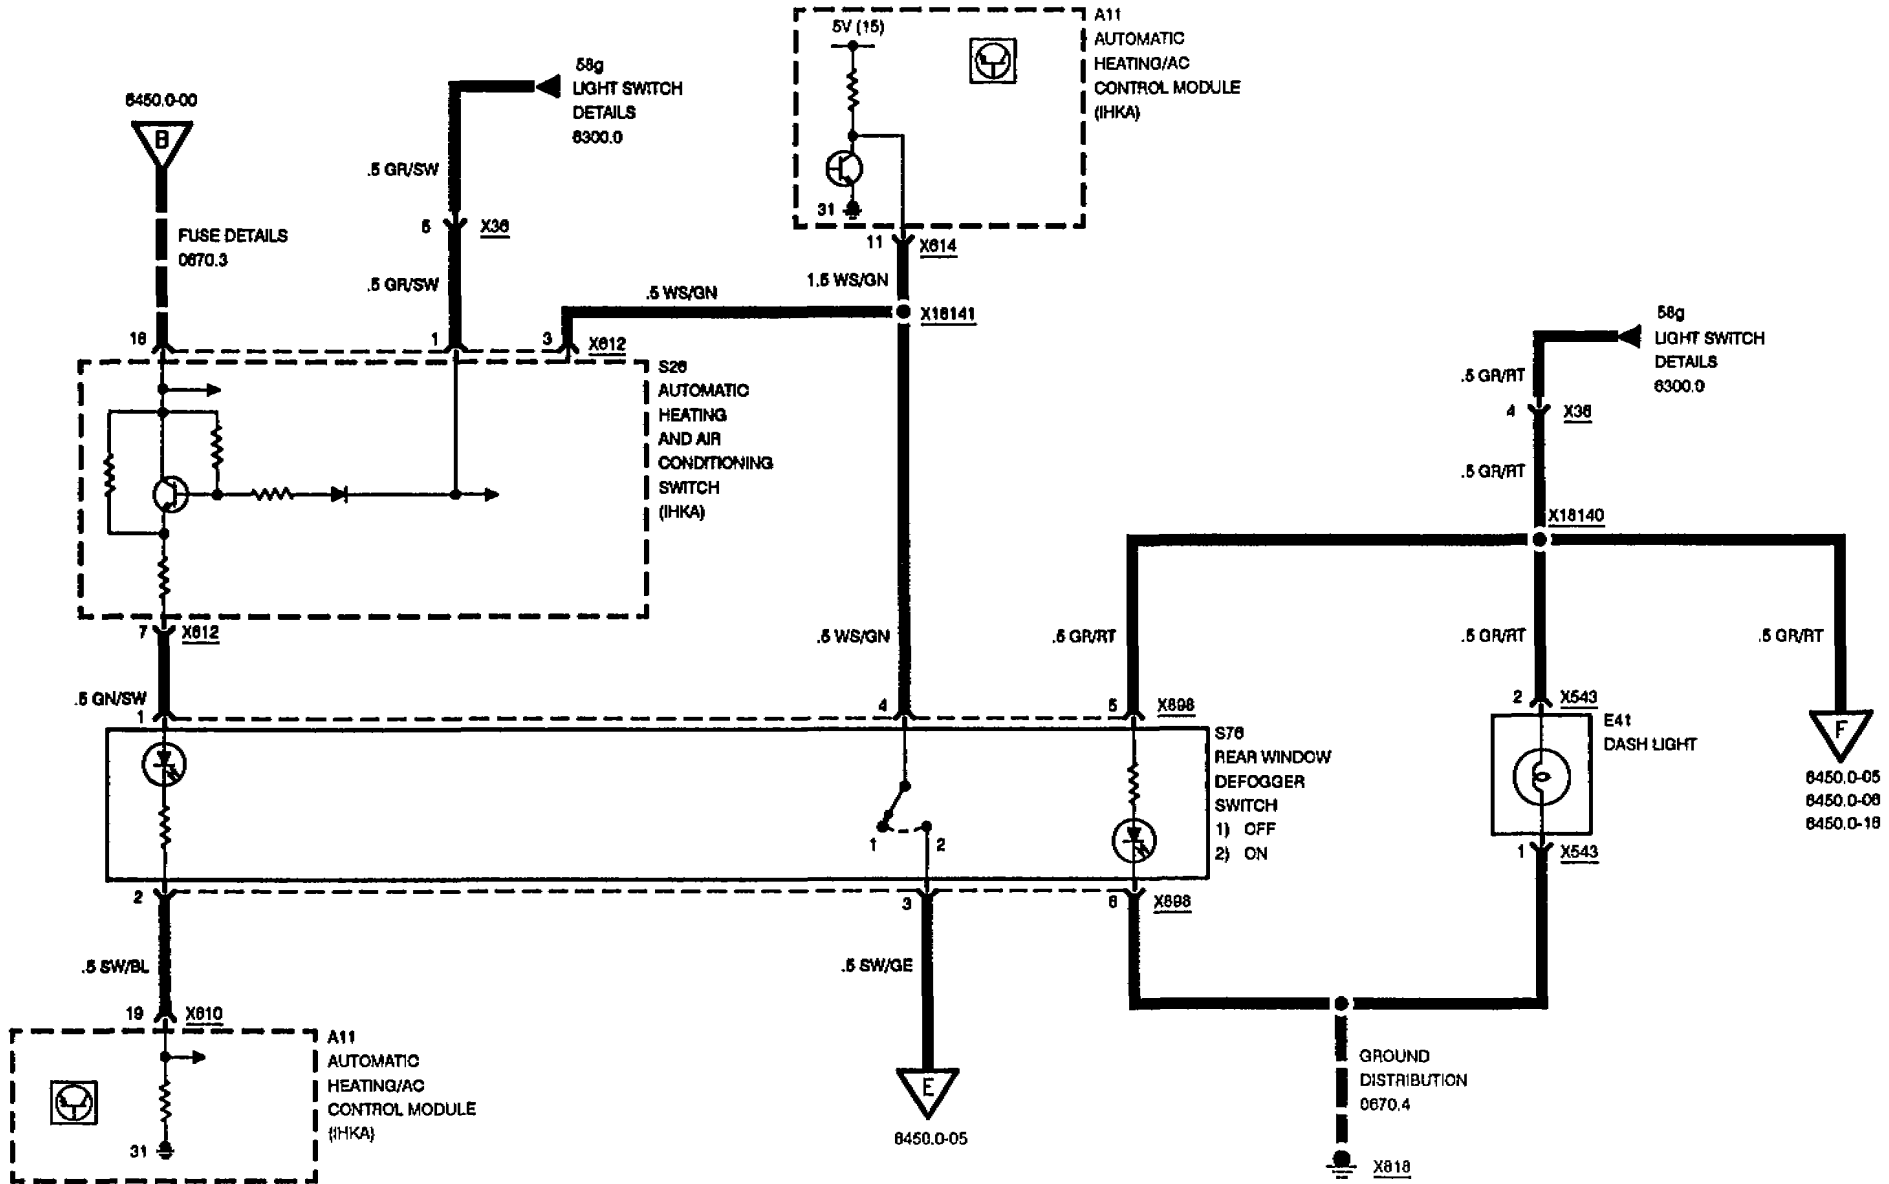 5V (15)
A11
AUTOMATIC
HEATING/AC
CONTROL MODULE
(IHKA)
31
11
X614
1.5 WS/GN
X18141
6450.0-00
B
FUSE DETAILS
0670.3
58g
LIGHT SWITCH
DETAILS
6300.0
.5 GR/SW
5
X36
.5 GR/SW
.5 WS/GN
18
1
3
X612
S26
AUTOMATIC
HEATING
AND AIR
CONDITIONING
SWITCH
(IHKA)
7
X612
.5 GN/SW
.5 WS/GN
58g
LIGHT SWITCH
DETAILS
6300.0
.5 GR/RT
4
X36
.5 GR/RT
X18140
.5 GR/RT
.5 GR/RT
.5 GR/RT
1
4
5
X898
S76
REAR WINDOW
DEFOGGER
SWITCH
1) OFF
2) ON
1
2
2
X543
E41
DASH LIGHT
1
X543
F
6450.0-05
6450.0-06
6450.0-18
2
3
6
X898
.5 SW/BL
.5 SW/GE
19
X610
A11
AUTOMATIC
HEATING/AC
CONTROL MODULE
(IHKA)
31
E
6450.0-05
GROUND
DISTRIBUTION
0670.4
X818